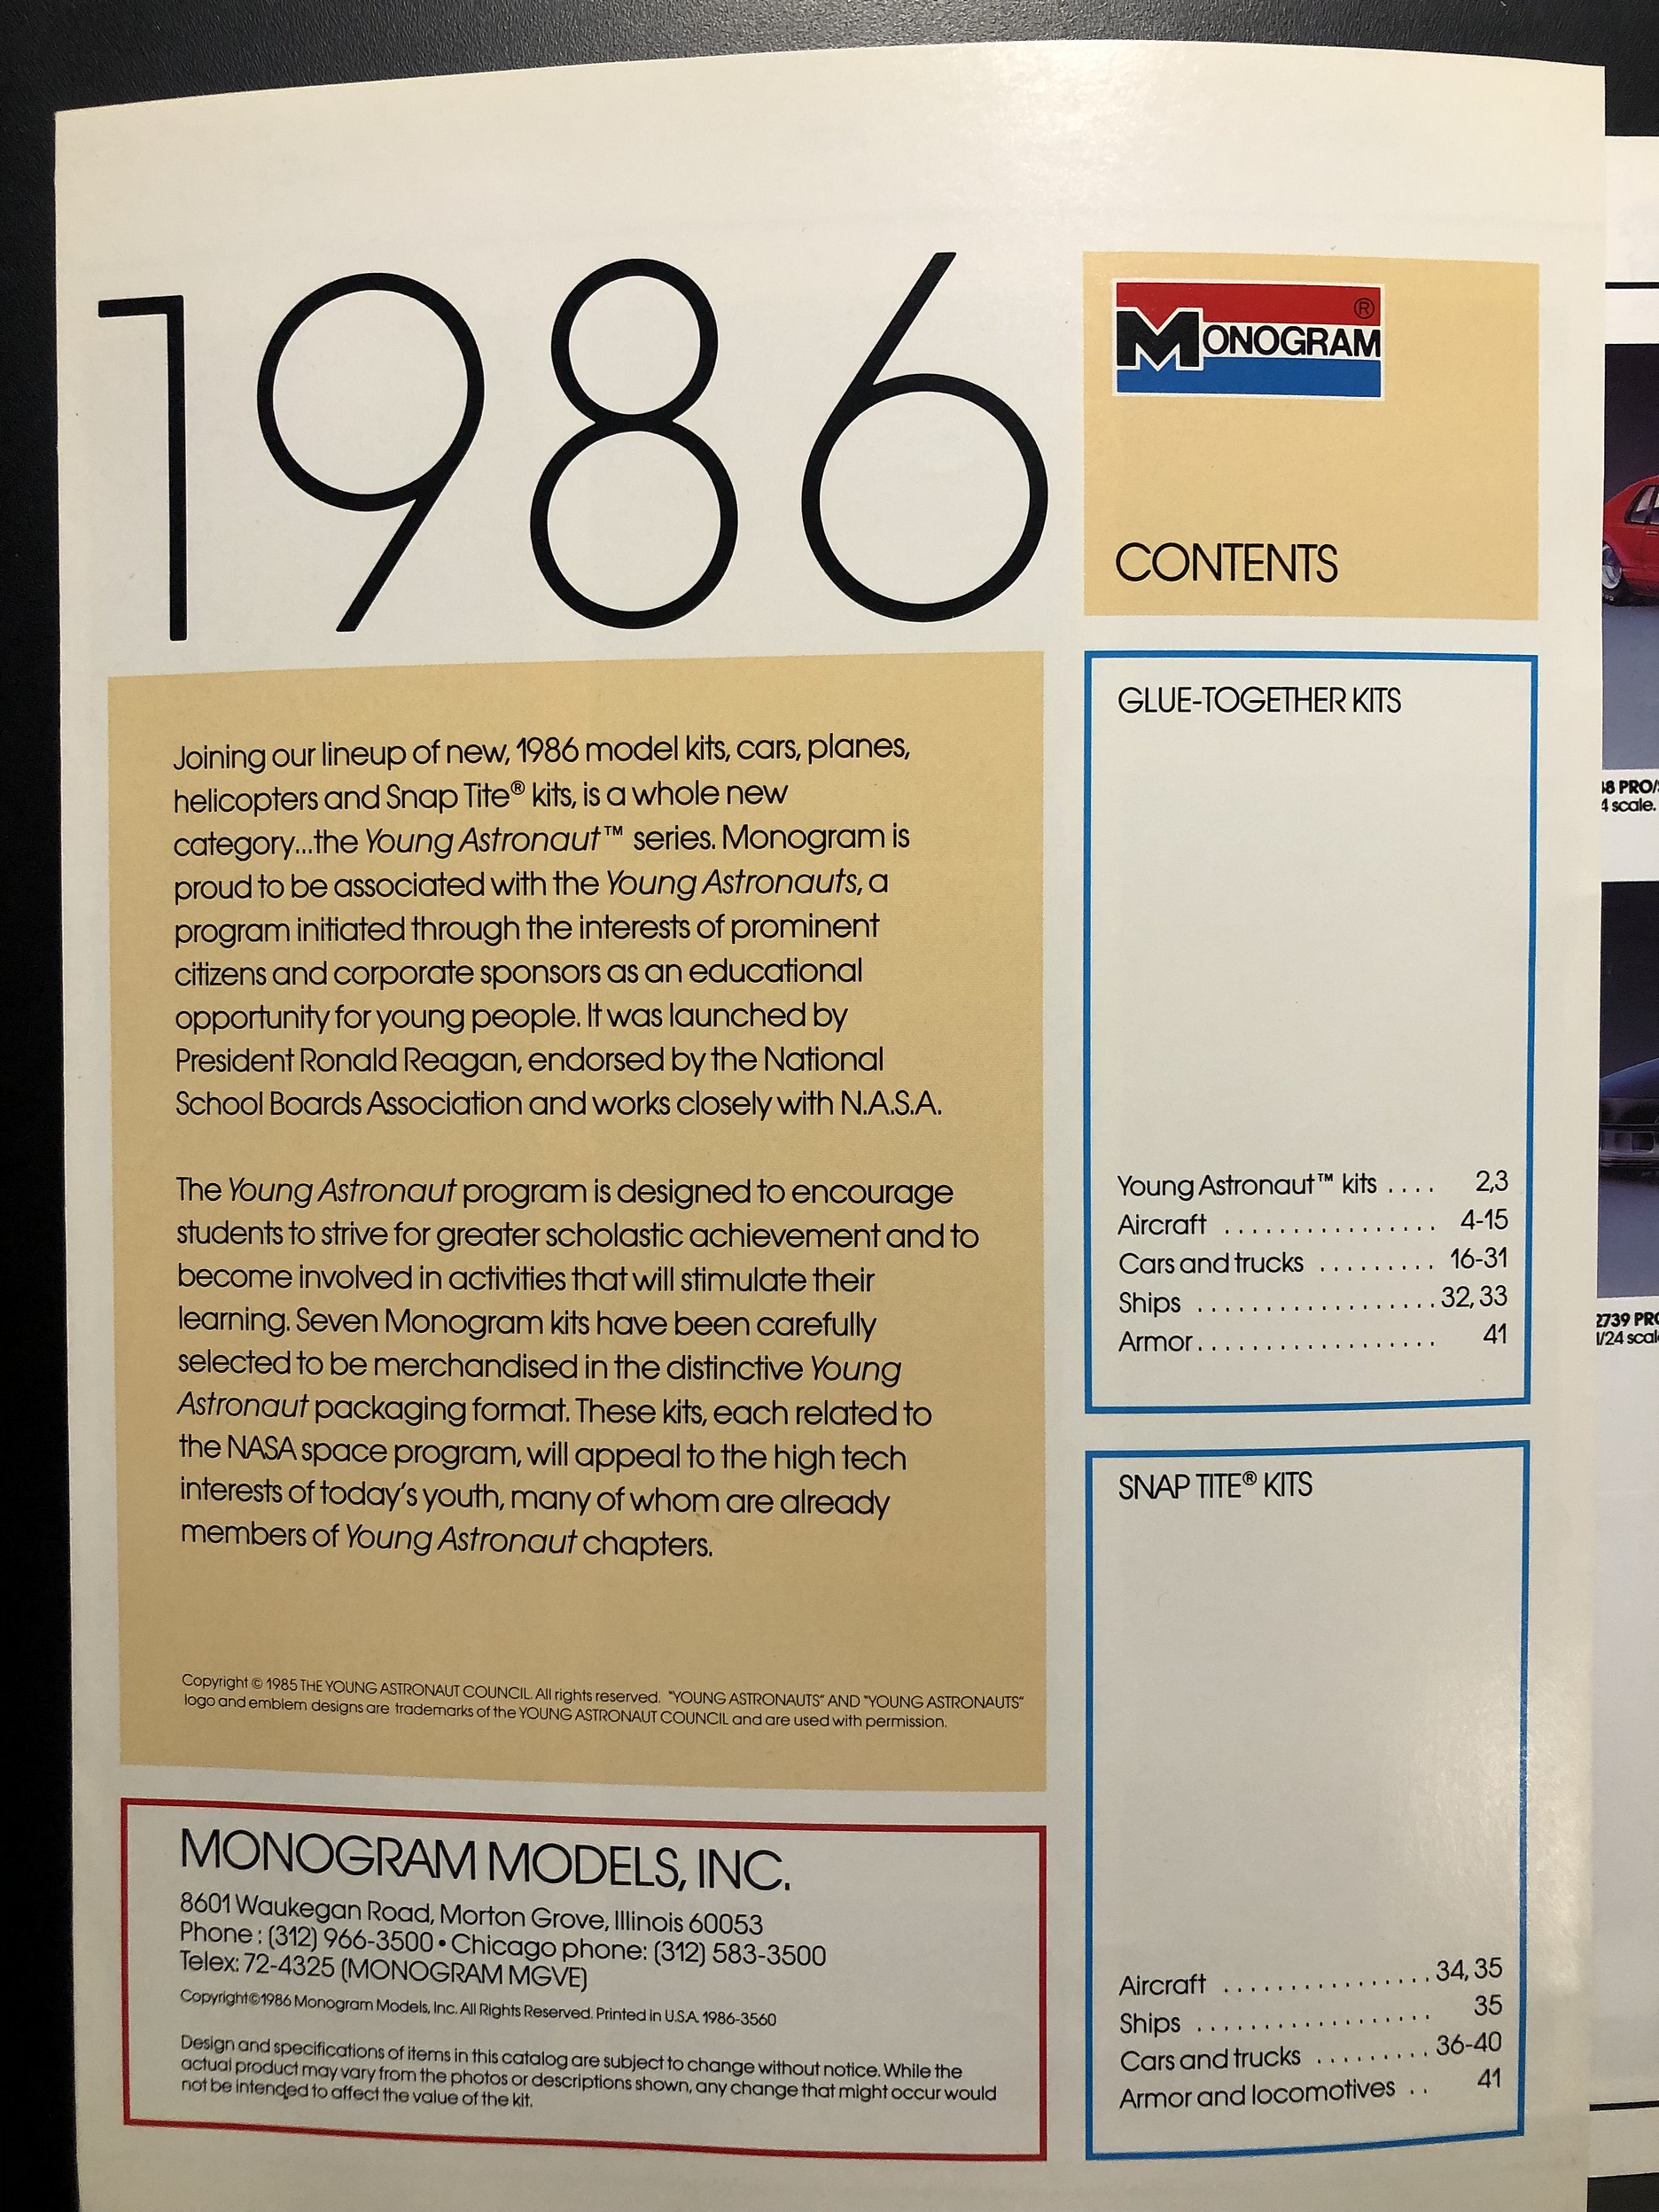 1986
Joining our lineup of new, 1986 model kits, cars, planes,
helicopters and Snap Tite® kits, is a whole new
category...the Young Astronaut™ series. Monogram is
proud to be associated with the Young Astronauts, a
program initiated through the interests of prominent
citizens and corporate sponsors as an educational
opportunity for young people. It was launched by
President Ronald Reagan, endorsed by the National
School Boards Association and works closely with N.A.S.A.
The Young Astronaut program is designed to encourage
students to strive for greater scholastic achievement and to
become involved in activities that will stimulate their
learning. Seven Monogram kits have been carefully
selected to be merchandised in the distinctive Young
Astronaut packaging format. These kits, each related to
the NASA space program, will appeal to the high tech
interests of today's youth, many of whom are already
members of Young Astronaut chapters.
Copyright © 1985 THE YOUNG ASTRONAUT COUNCIL. All rights reserved. "YOUNG ASTRONAUTS" AND "YOUNG ASTRONAUTS"
logo and emblem designs are trademarks of the YOUNG ASTRONAUT COUNCIL and are used with permission.
MONOGRAM MODELS, INC.
8601 Waukegan Road, Morton Grove, Illinois 60053
Phone: (312) 966-3500 • Chicago phone: (312) 583-3500
Telex: 72-4325 (MONOGRAM MGVE)
Copyright©1986 Monogram Models, Inc. All Rights Reserved. Printed in U.S.A. 1986-3560
Design and specifications of items in this catalog are subject to change without notice. While the
actual product may vary from the photos or descriptions shown, any change that might occur would
not be intended to affect the value of the kit.
MONOGRAM®
CONTENTS
GLUE-TOGETHER KITS
Young Astronaut™ kits .... 2,3
Aircraft ................ 4-15
Cars and trucks ......... 16-31
Ships ...................32,33
Armor.................. 41
SNAP TITE® KITS
Aircraft ................34,35
Ships .................. 35
Cars and trucks .........36-40
Armor and locomotives .. 41
8 PRO/
4 scale.
2739 PRO
1/24 scal